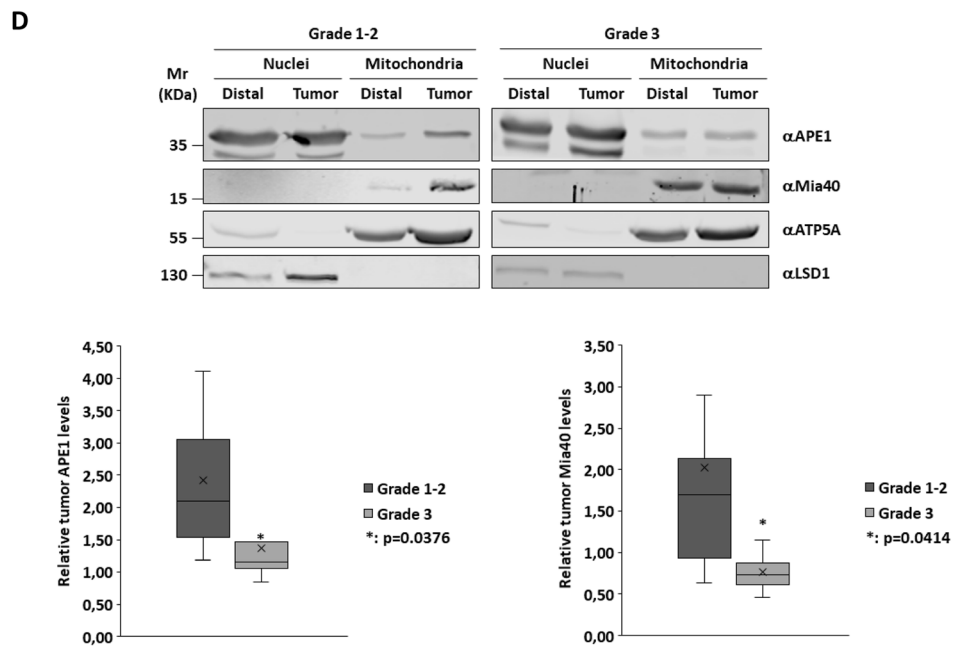 D
Grade 1-2 Grade 3
Nuclei Mitochondria Nuclei Mitochondria
Mr
(KDa)
Distal Tumor Distal Tumor Distal Tumor Distal Tumor
35 αAPE1
15 αMia40
55 αATP5A
130 αLSD1
Relative tumor APE1 levels
4,50
4,00
3,50
3,00
2,50
2,00
1,50
1,00
0,50
0,00
*
Grade 1-2
Grade 3
*: p=0.0376
Relative tumor Mia40 levels
3,50
3,00
2,50
2,00
1,50
1,00
0,50
0,00
*
Grade 1-2
Grade 3
*: p=0.0414